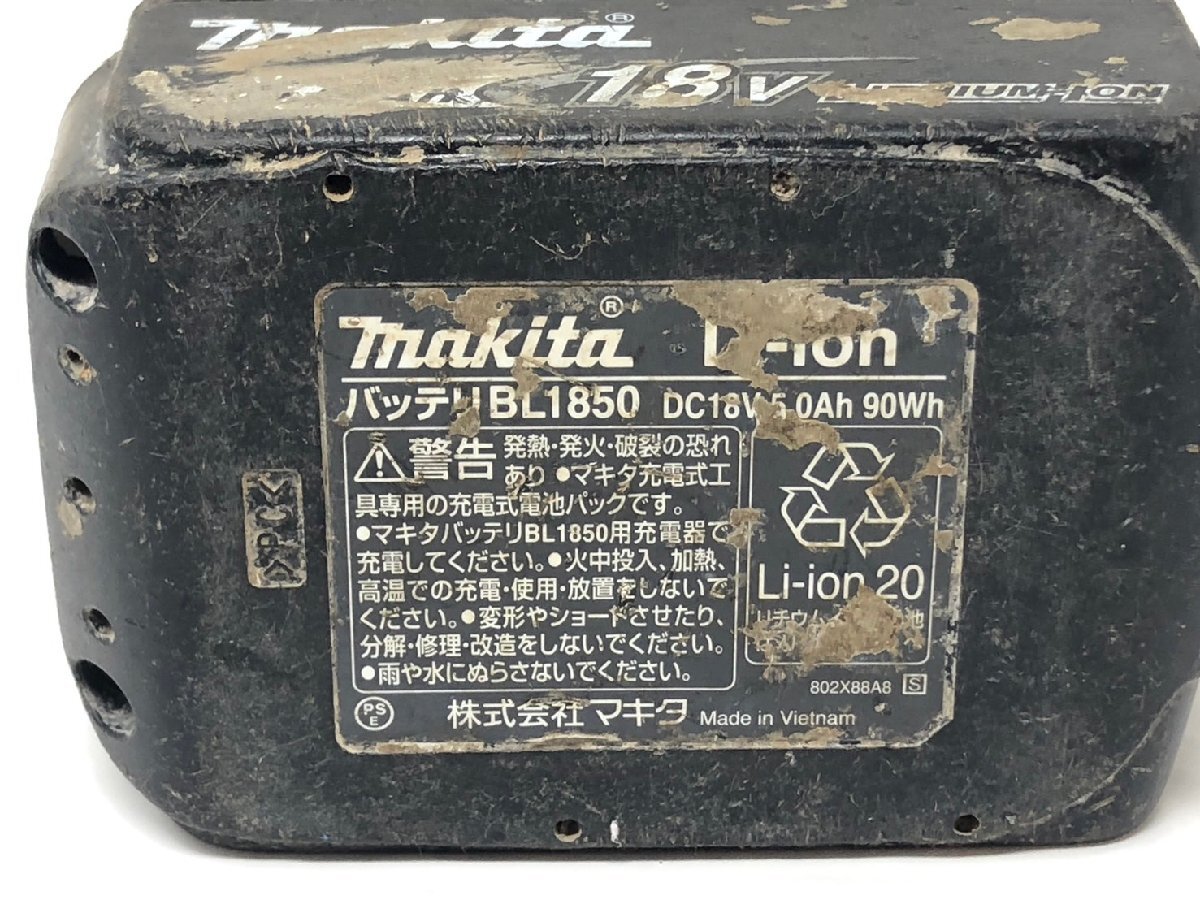 makita®
18V
makita®
Li-ion
バッテリBL1850 DC18V 5.0Ah 90Wh
警告 発熱・発火・破裂の恐れ
あり ●マキタ充電式工
具専用の充電式電池パックです。
●マキタバッテリBL1850用充電器で
充電してください。●火中投入、加熱、
高温での充電・使用・放置をしないで
ください。●変形やショートさせたり、
分解・修理・改造をしないでください。
●雨や水にぬらさないでください。
Li-ion 20
802X88A8 S
PSE 株式会社マキタ Made in Vietnam
>PC<